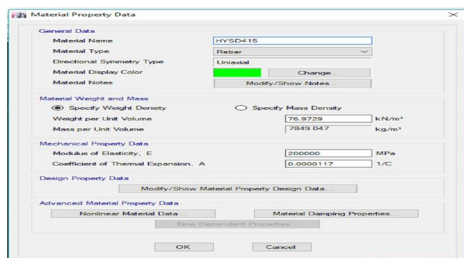 Material Property Data
General Data
Material Name HYSD415
Material Type Rebar
Directional Symmetry Type Uniaxial
Material Display Color Change...
Material Notes Modify/Show Notes...
Material Weight and Mass
Specify Weight Density Specify Mass Density
Weight per Unit Volume 76.9729 kN/m³
Mass per Unit Volume 7849.047 kg/m³
Mechanical Property Data
Modulus of Elasticity, E 200000 MPa
Coefficient of Thermal Expansion, A 0.0000117 1/C
Design Property Data
Modify/Show Material Property Design Data...
Advanced Material Property Data
Nonlinear Material Data... Material Damping Properties...
Time Dependent Properties...
OK Cancel